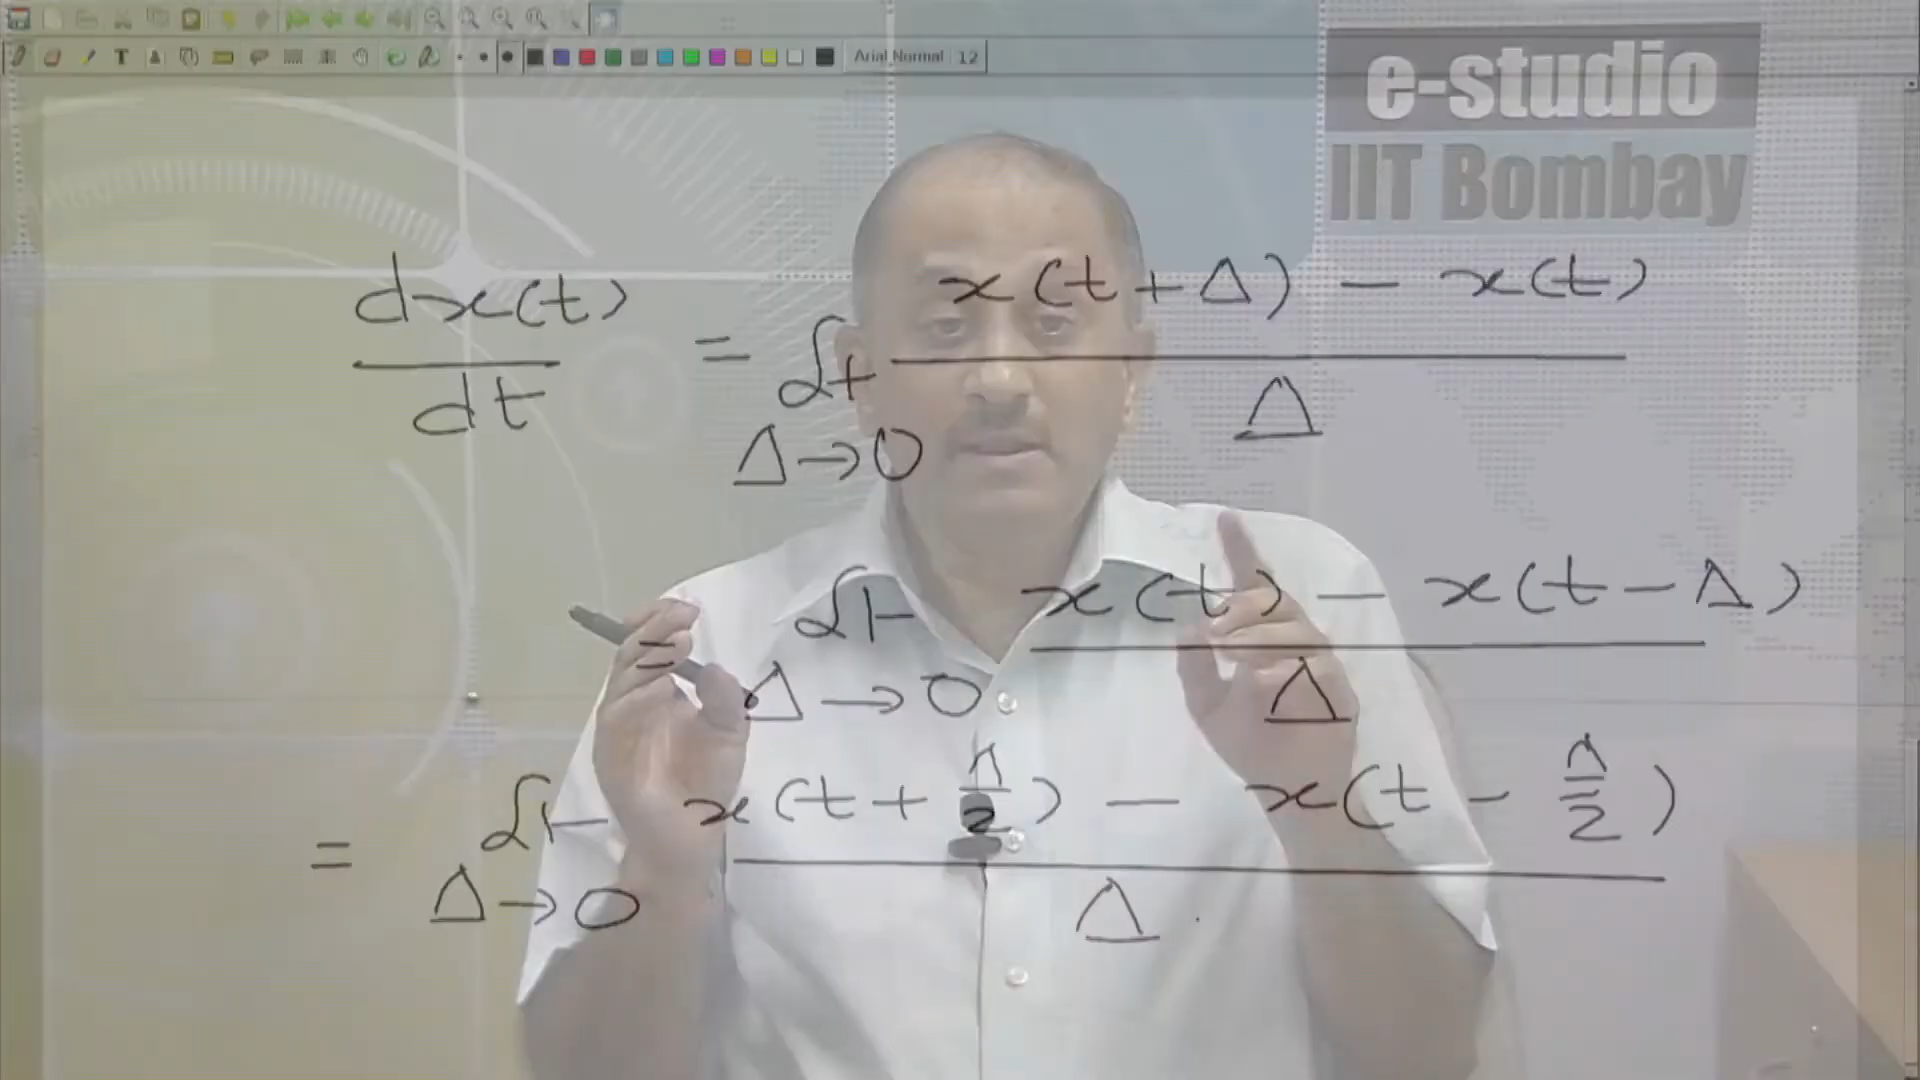 T Arial Normal 12
e-studio
IIT Bombay
dx(t)/dt = Lt Δ→0 x(t+Δ) − x(t) / Δ
= Lt Δ→0 x(t) − x(t−Δ) / Δ
= Lt Δ→0 x(t+Δ/2) − x(t−Δ/2) / Δ